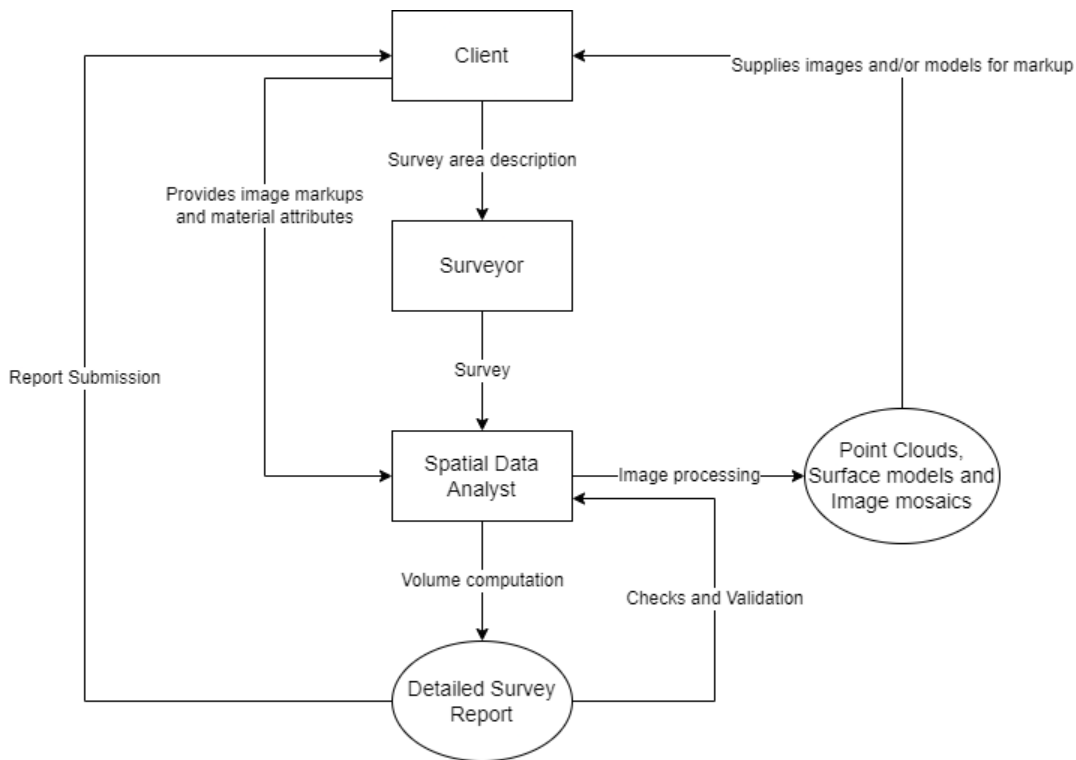 Client
Supplies images and/or models for markup
Survey area description
Provides image markups
and material attributes
Surveyor
Survey
Report Submission
Spatial Data
Analyst
Image processing
Point Clouds,
Surface models and
Image mosaics
Volume computation
Checks and Validation
Detailed Survey
Report